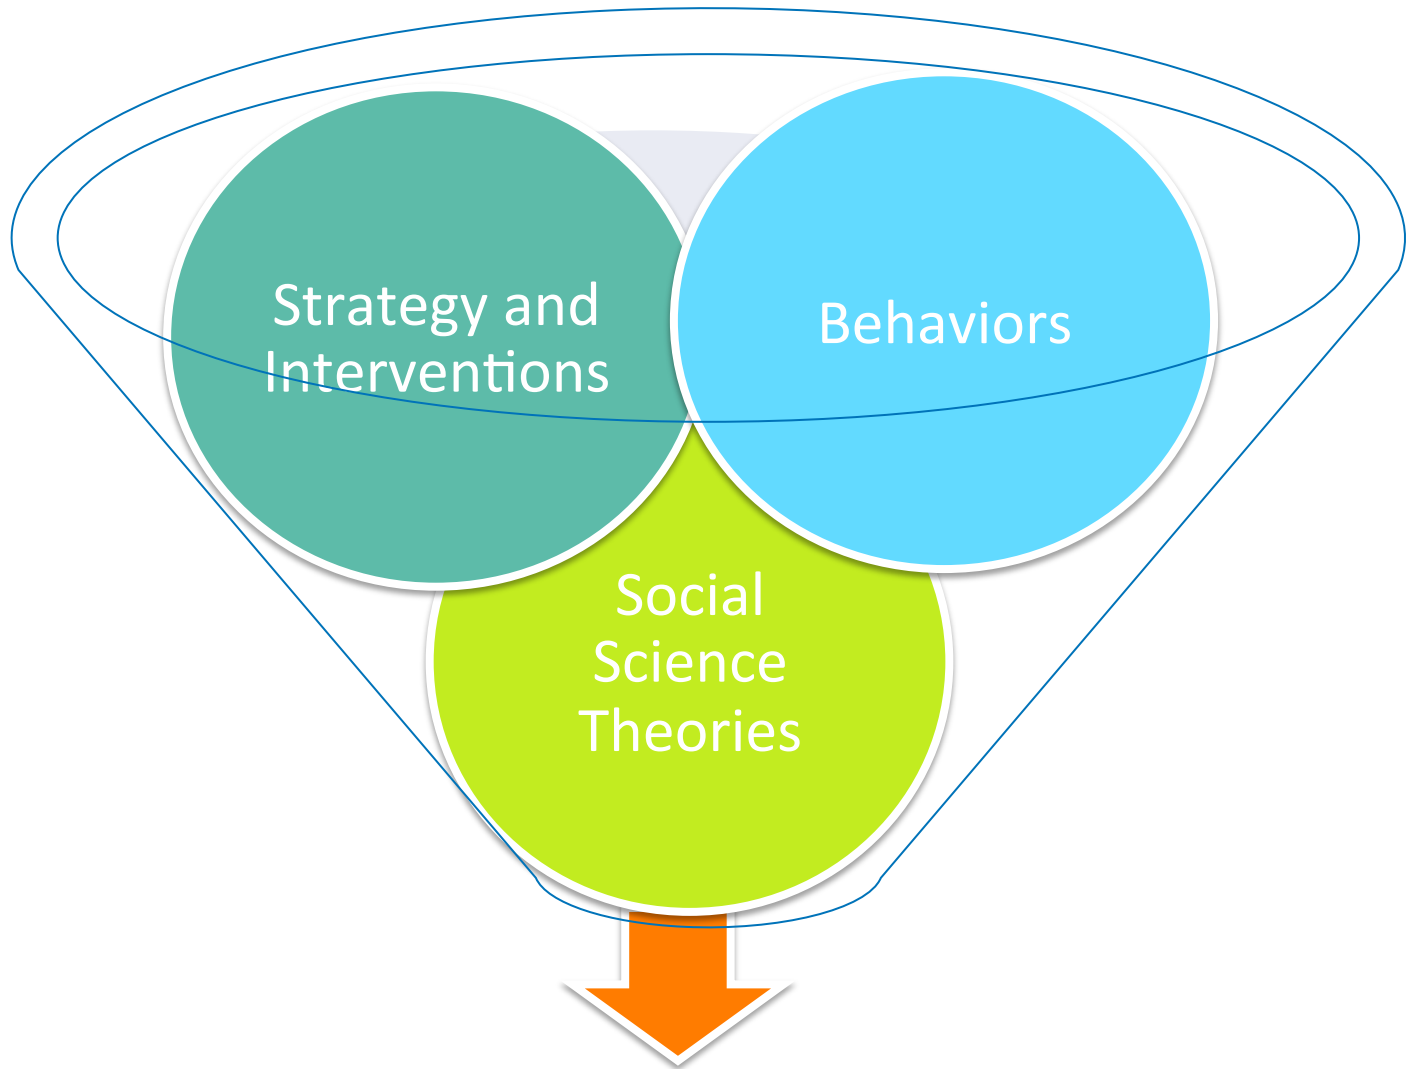 Strategy and
Interventions
Behaviors
Social
Science
Theories